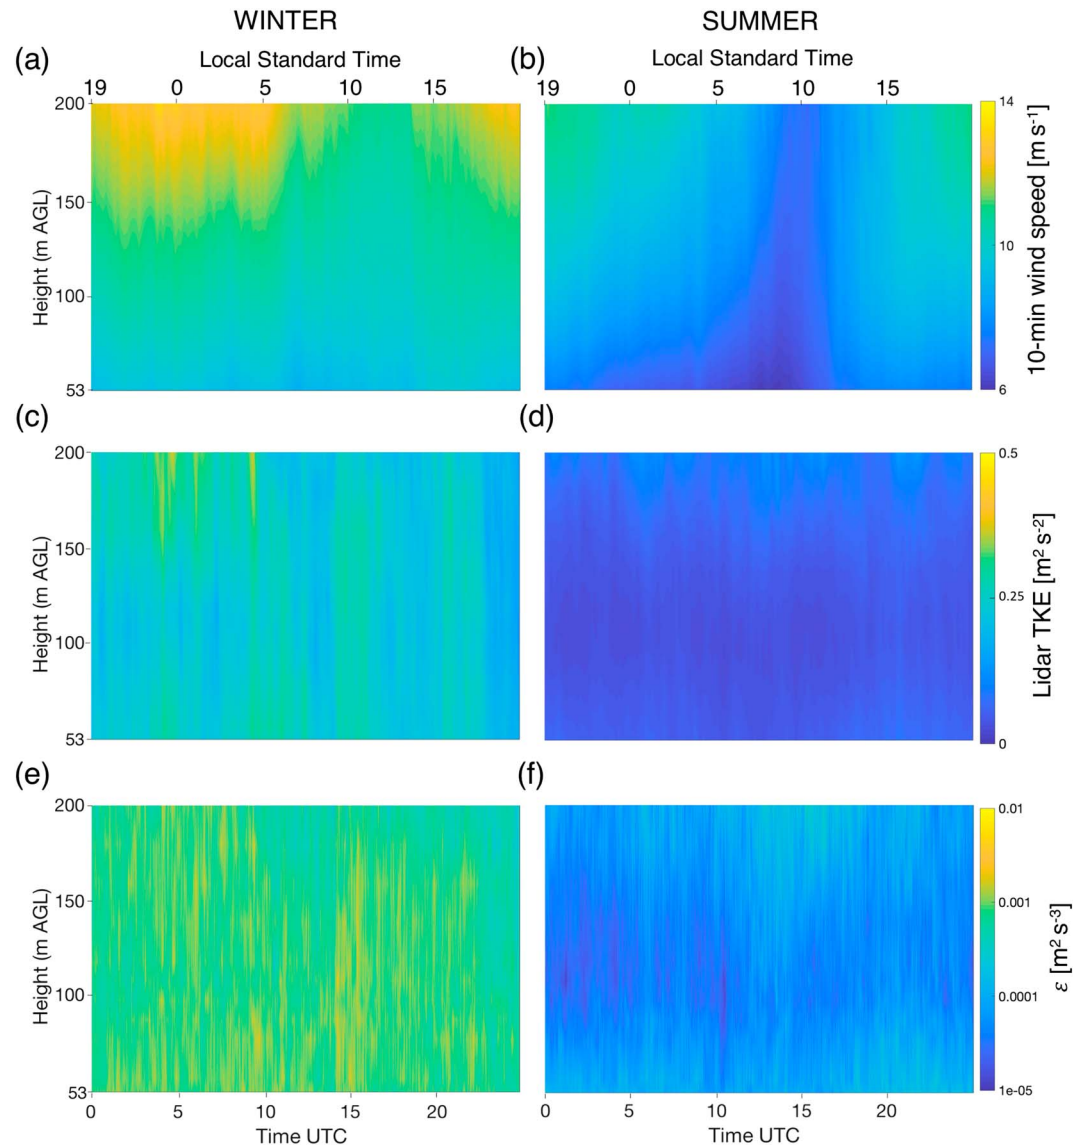 WINTER
SUMMER
(a)
Local Standard Time
19 0 5 10 15
200
150
100
53
Height (m AGL)
(b)
Local Standard Time
19 0 5 10 15
14
10
6
10-min wind speed [m s⁻¹]
(c)
200
150
100
53
Height (m AGL)
(d)
0.5
0.25
0
Lidar TKE [m² s⁻²]
(e)
200
150
100
53
Height (m AGL)
0 5 10 15 20
Time UTC
(f)
0 5 10 15 20
Time UTC
0.01
0.001
0.0001
1e-05
ε [m² s⁻³]